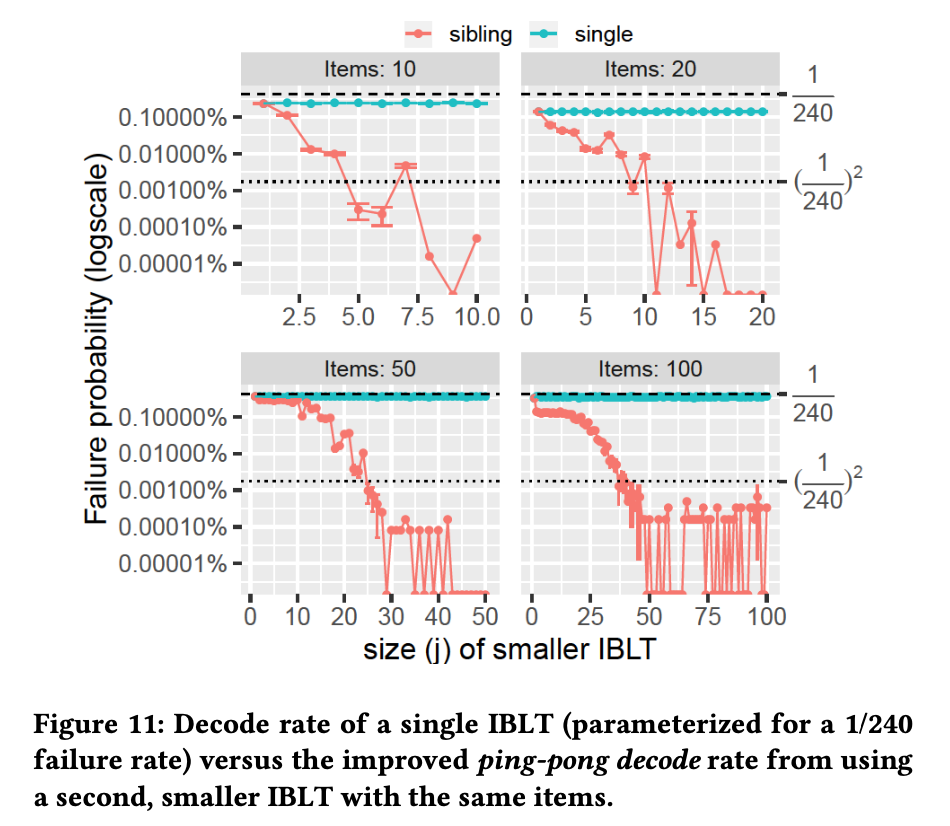 sibling single
Items: 10
Items: 20
0.10000%
0.01000%
0.00100%
0.00010%
0.00001%
2.5 5.0 7.5 10.0
0 5 10 15 20
1
240
(1
240)2
Items: 50
Items: 100
0.10000%
0.01000%
0.00100%
0.00010%
0.00001%
0 10 20 30 40 50
0 25 50 75 100
1
240
(1
240)2
Failure probability (logscale)
size (j) of smaller IBLT
Figure 11: Decode rate of a single IBLT (parameterized for a 1/240
failure rate) versus the improved ping-pong decode rate from using
a second, smaller IBLT with the same items.